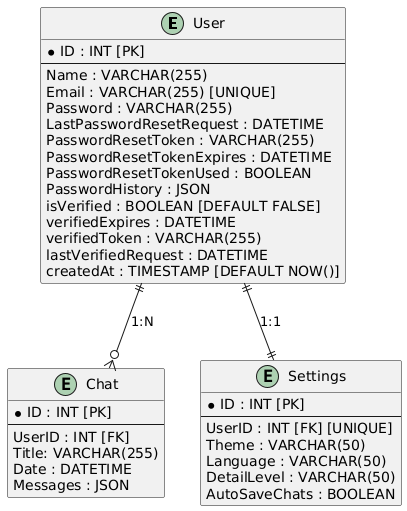 E User
* ID : INT [PK]
Name : VARCHAR(255)
Email : VARCHAR(255) [UNIQUE]
Password : VARCHAR(255)
LastPasswordResetRequest : DATETIME
PasswordResetToken : VARCHAR(255)
PasswordResetTokenExpires : DATETIME
PasswordResetTokenUsed : BOOLEAN
PasswordHistory : JSON
isVerified : BOOLEAN [DEFAULT FALSE]
verifiedExpires : DATETIME
verifiedToken : VARCHAR(255)
lastVerifiedRequest : DATETIME
createdAt : TIMESTAMP [DEFAULT NOW()]
1:N
1:1
E Chat
* ID : INT [PK]
UserID : INT [FK]
Title: VARCHAR(255)
Date : DATETIME
Messages : JSON
E Settings
* ID : INT [PK]
UserID : INT [FK] [UNIQUE]
Theme : VARCHAR(50)
Language : VARCHAR(50)
DetailLevel : VARCHAR(50)
AutoSaveChats : BOOLEAN